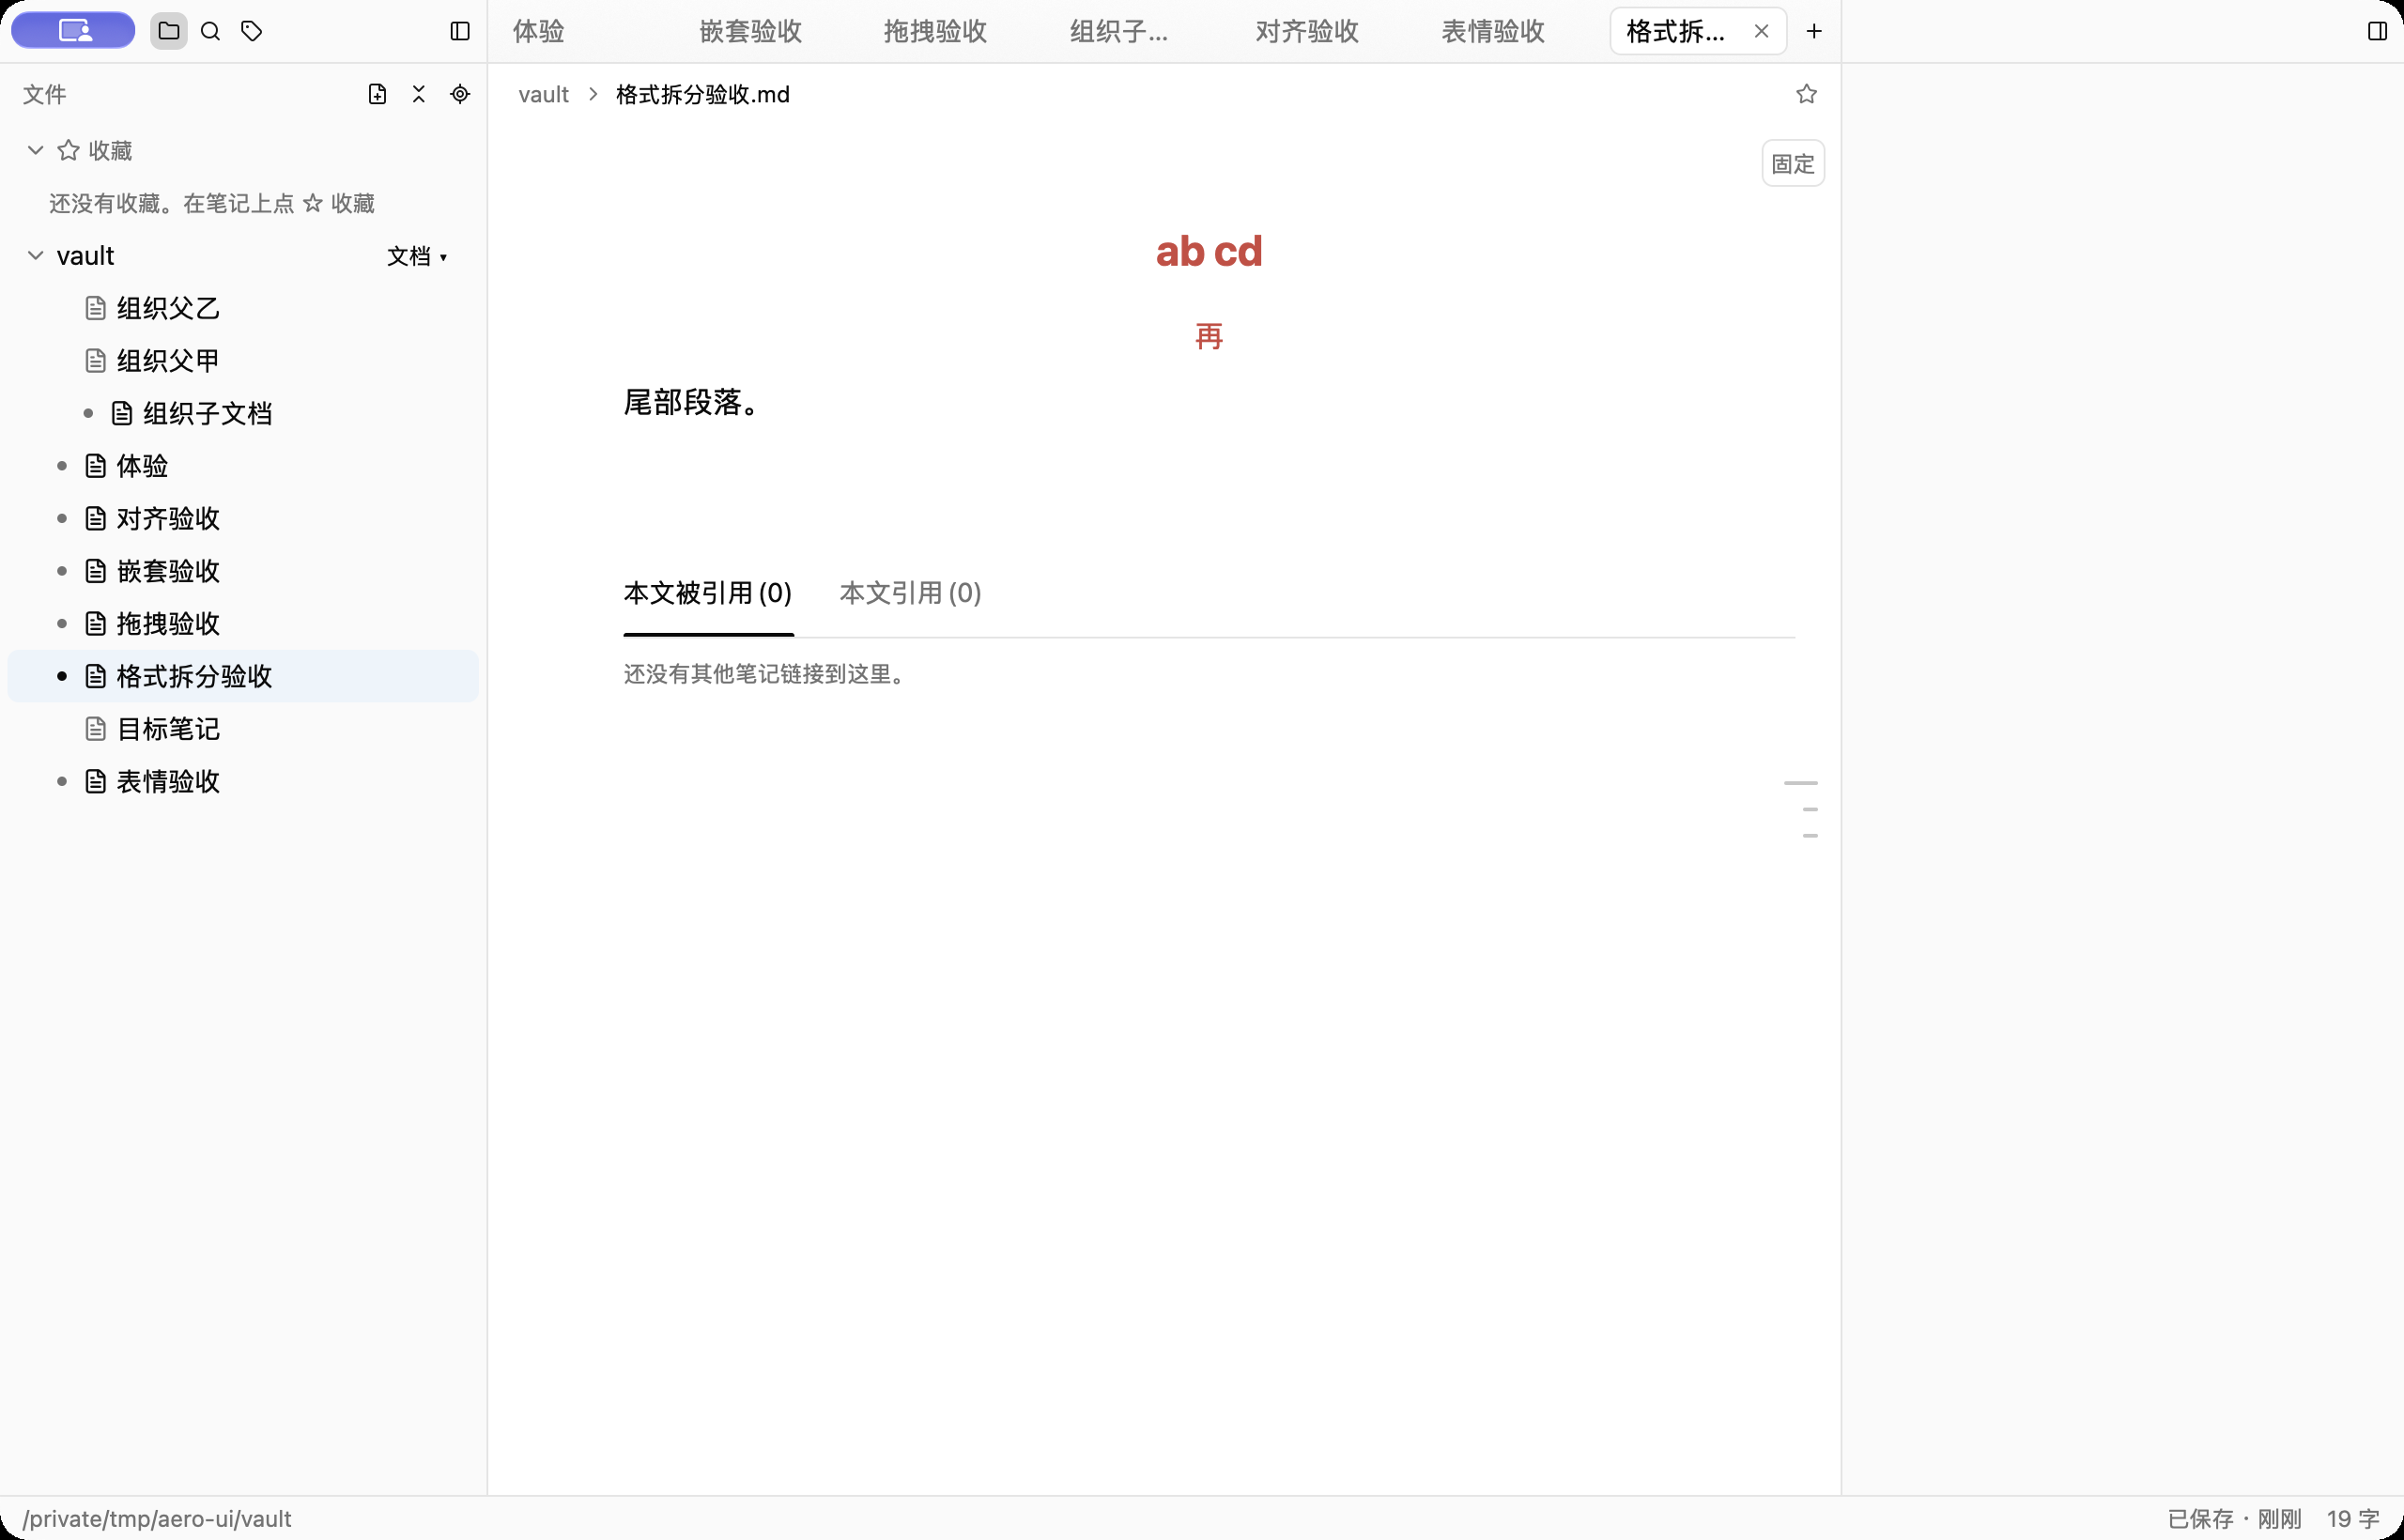 体验 嵌套验收 拖拽验收 组织子... 对齐验收 表情验收 格式拆...
文件
收藏
还没有收藏。在笔记上点 ☆ 收藏
vault 文档
组织父乙
组织父甲
组织子文档
体验
对齐验收
嵌套验收
拖拽验收
格式拆分验收
目标笔记
表情验收
vault > 格式拆分验收.md
固定
ab cd
再
尾部段落。
本文被引用 (0) 本文引用 (0)
还没有其他笔记链接到这里。
/private/tmp/aero-ui/vault
已保存 · 刚刚 19 字